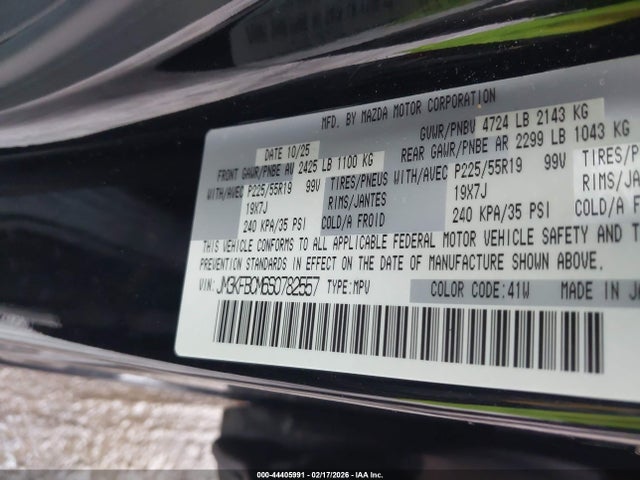 MFD. BY MAZDA MOTOR CORPORATION
DATE 10/25 GVWR/PNBV 4724 LB 2143 KG
FRONT GAWR/PNBE AV 2425 LB 1100 KG REAR GAWR/PNBE AR 2299 LB 1043 KG
WITH/AVEC P225/55R19 99V TIRES/PNEUS WITH/AVEC P225/55R19 99V TIRES/P
19X7J RIMS/JANTES 19X7J RIMS/J
240 KPA/35 PSI COLD/A FROID 240 KPA/35 PSI COLD/A
THIS VEHICLE CONFORMS TO ALL APPLICABLE FEDERAL MOTOR VEHICLE SAFETY AND T
PREVENTION STANDARDS IN EFFECT ON THE DATE OF MANUFACTURE SHOWN ABOVE.
VIN: JM3KFBCM6S0782557 TYPE:MPV COLOR CODE:41W MADE IN JA
000-44405991 - 02/17/2026 - IAA Inc.